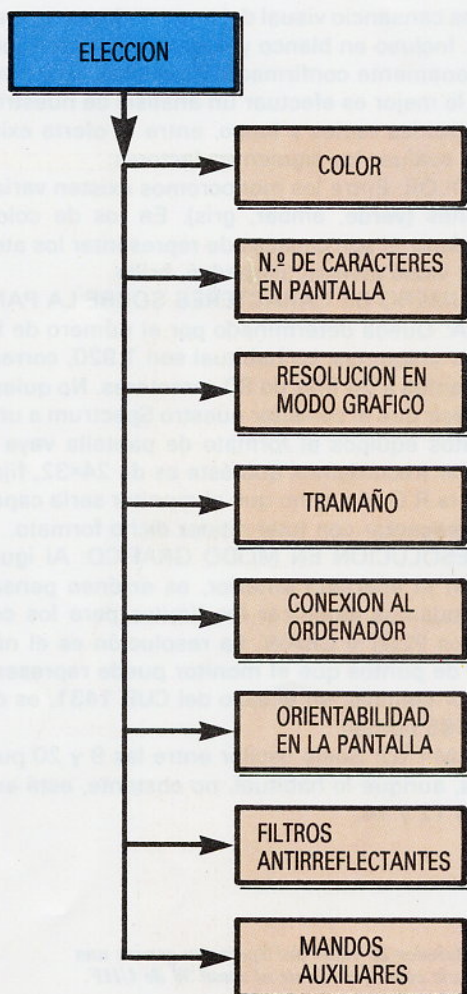 ELECCION
COLOR
N.º DE CARACTERES
EN PANTALLA
RESOLUCION EN
MODO GRAFICO
TRAMAÑO
CONEXION AL
ORDENADOR
ORIENTABILIDAD
EN LA PANTALLA
FILTROS
ANTIRREFLECTANTES
MANDOS
AUXILIARES